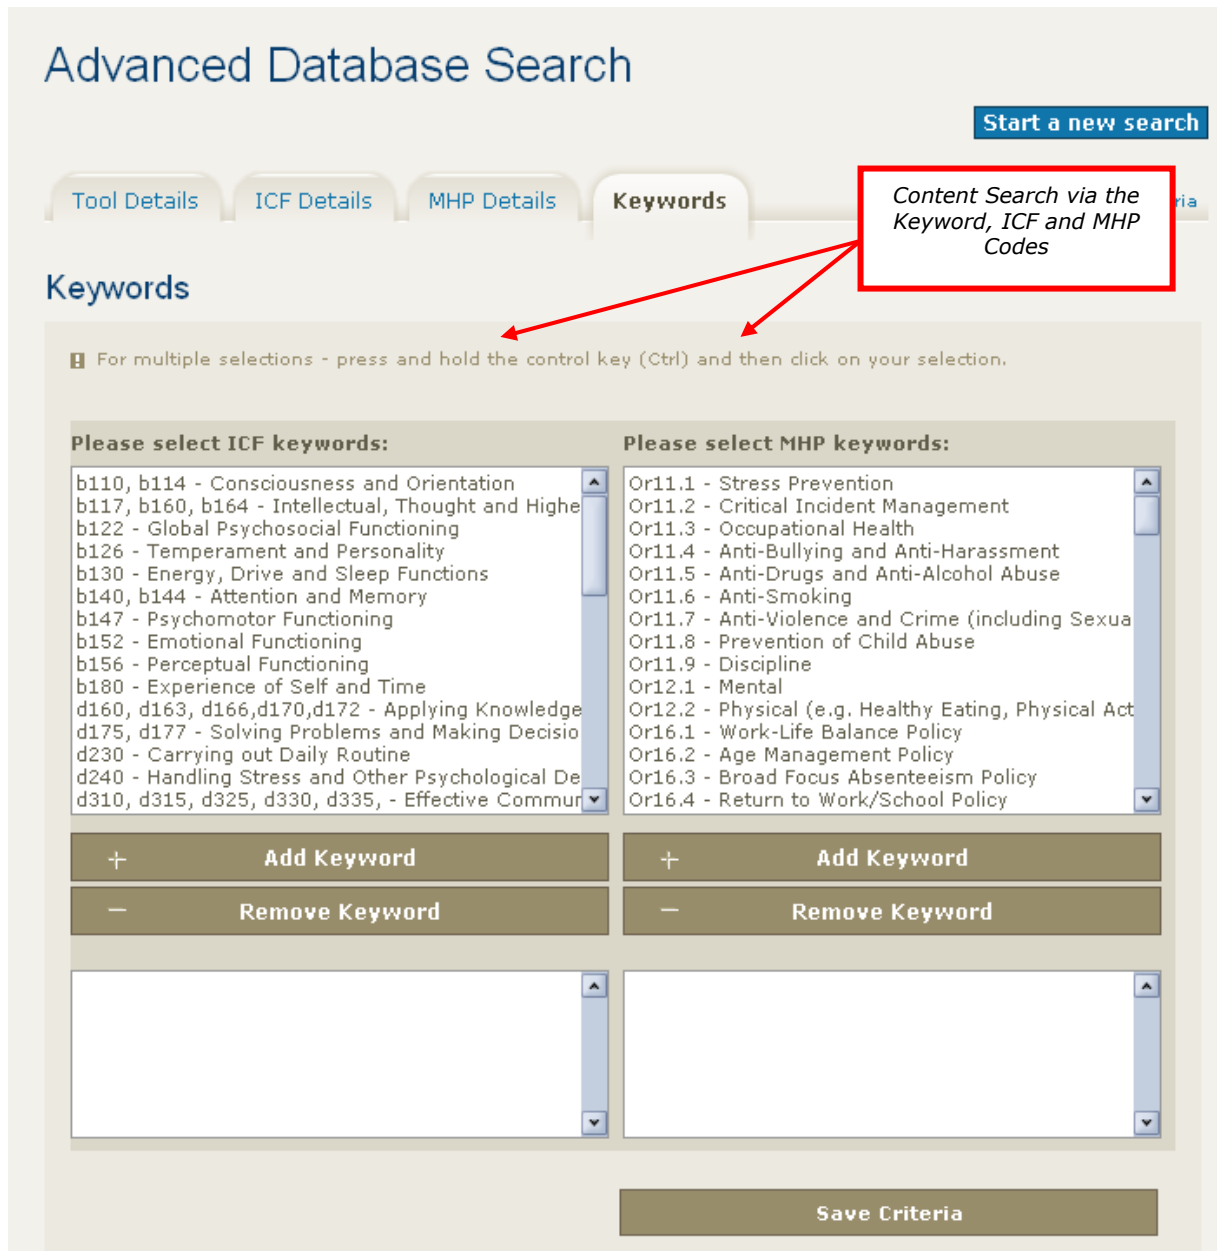 Advanced Database Search
Start a new search
Tool Details
ICF Details
MHP Details
Keywords
Content Search via the
Keyword, ICF and MHP
Codes
Keywords
For multiple selections - press and hold the control key (Ctrl) and then click on your selection.
Please select ICF keywords:
b110, b114 - Consciousness and Orientation
b117, b160, b164 - Intellectual, Thought and Highe
b122 - Global Psychosocial Functioning
b126 - Temperament and Personality
b130 - Energy, Drive and Sleep Functions
b140, b144 - Attention and Memory
b147 - Psychomotor Functioning
b152 - Emotional Functioning
b156 - Perceptual Functioning
b180 - Experience of Self and Time
d160, d163, d166,d170,d172 - Applying Knowledge
d175, d177 - Solving Problems and Making Decisio
d230 - Carrying out Daily Routine
d240 - Handling Stress and Other Psychological De
d310, d315, d325, d330, d335, - Effective Commun
+ Add Keyword
− Remove Keyword
Please select MHP keywords:
Or11.1 - Stress Prevention
Or11.2 - Critical Incident Management
Or11.3 - Occupational Health
Or11.4 - Anti-Bullying and Anti-Harassment
Or11.5 - Anti-Drugs and Anti-Alcohol Abuse
Or11.6 - Anti-Smoking
Or11.7 - Anti-Violence and Crime (including Sexua
Or11.8 - Prevention of Child Abuse
Or11.9 - Discipline
Or12.1 - Mental
Or12.2 - Physical (e.g. Healthy Eating, Physical Act
Or16.1 - Work-Life Balance Policy
Or16.2 - Age Management Policy
Or16.3 - Broad Focus Absenteeism Policy
Or16.4 - Return to Work/School Policy
+ Add Keyword
− Remove Keyword
Save Criteria